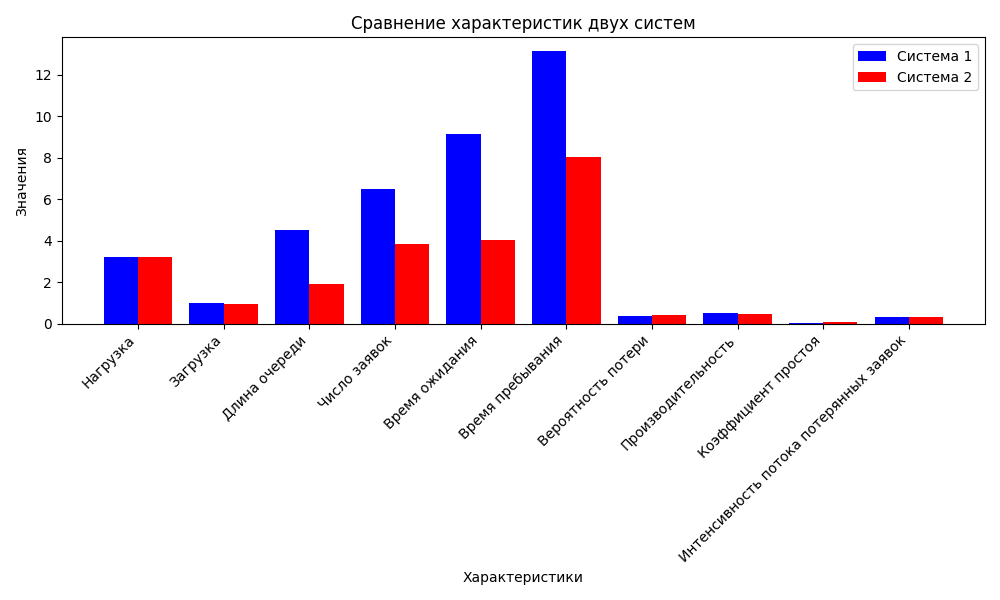 Сравнение характеристик двух систем
Система 1
Система 2
Значения
12
10
8
6
4
2
0
Нагрузка
Загрузка
Длина очереди
Число заявок
Время ожидания
Время пребывания
Вероятность потери
Производительность
Коэффициент простоя
Интенсивность потока потерянных заявок
Характеристики